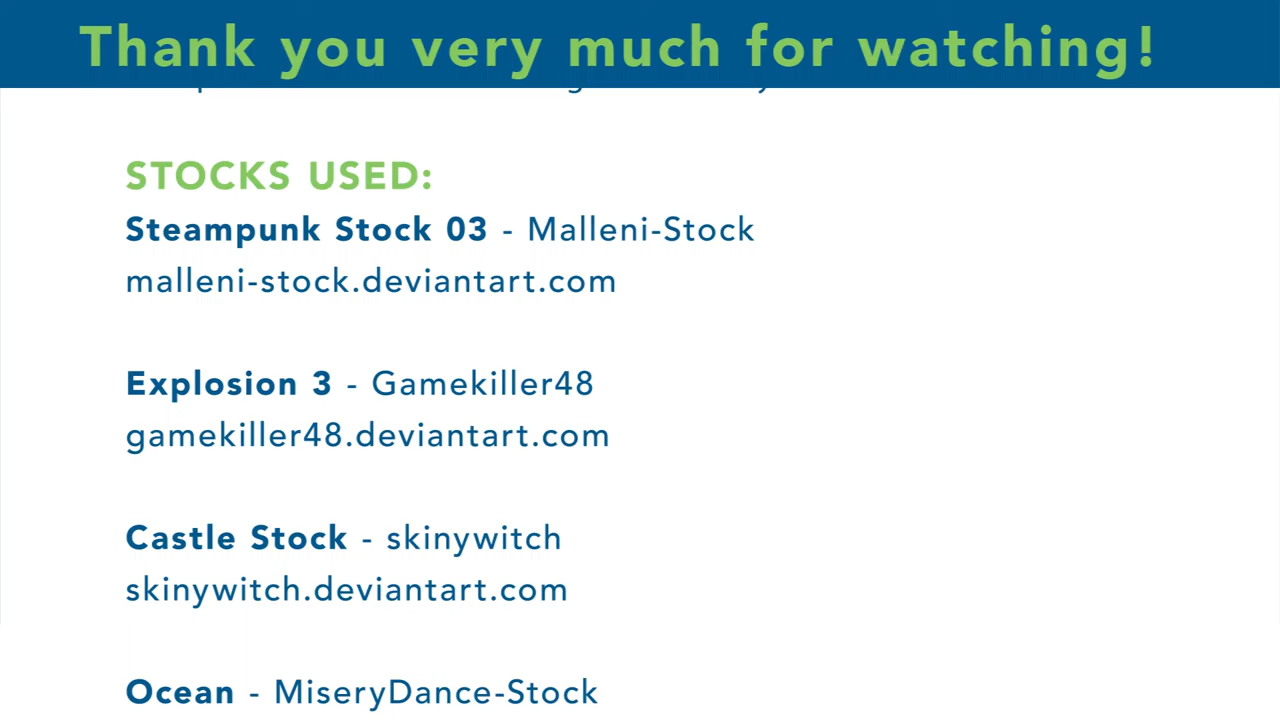 Thank you very much for watching!
STOCKS USED:
Steampunk Stock 03 - Malleni-Stock
malleni-stock.deviantart.com
Explosion 3 - Gamekiller48
gamekiller48.deviantart.com
Castle Stock - skinywitch
skinywitch.deviantart.com
Ocean - MiseryDance-Stock